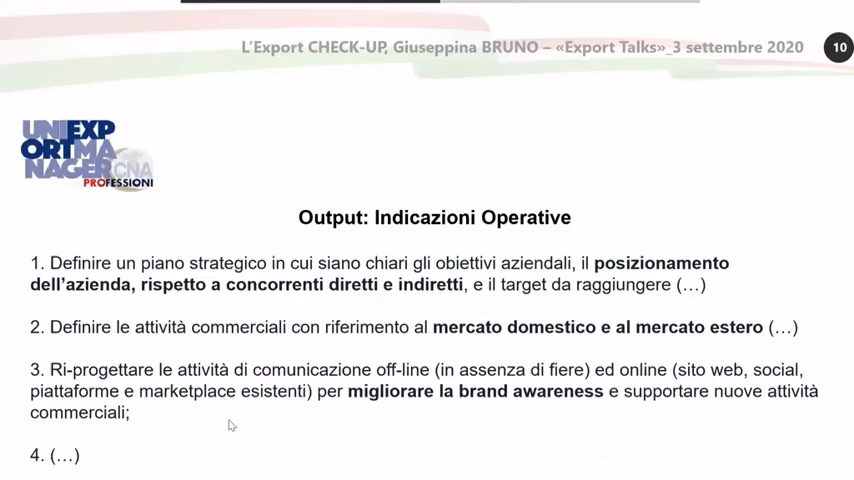 L'Export CHECK-UP, Giuseppina BRUNO – «Export Talks»_3 settembre 2020
10
UNIEXP
ORTMA
NAGER CNA
PROFESSIONI
Output: Indicazioni Operative
1. Definire un piano strategico in cui siano chiari gli obiettivi aziendali, il posizionamento
dell'azienda, rispetto a concorrenti diretti e indiretti, e il target da raggiungere (…)
2. Definire le attività commerciali con riferimento al mercato domestico e al mercato estero (…)
3. Ri-progettare le attività di comunicazione off-line (in assenza di fiere) ed online (sito web, social,
piattaforme e marketplace esistenti) per migliorare la brand awareness e supportare nuove attività
commerciali;
4. (…)